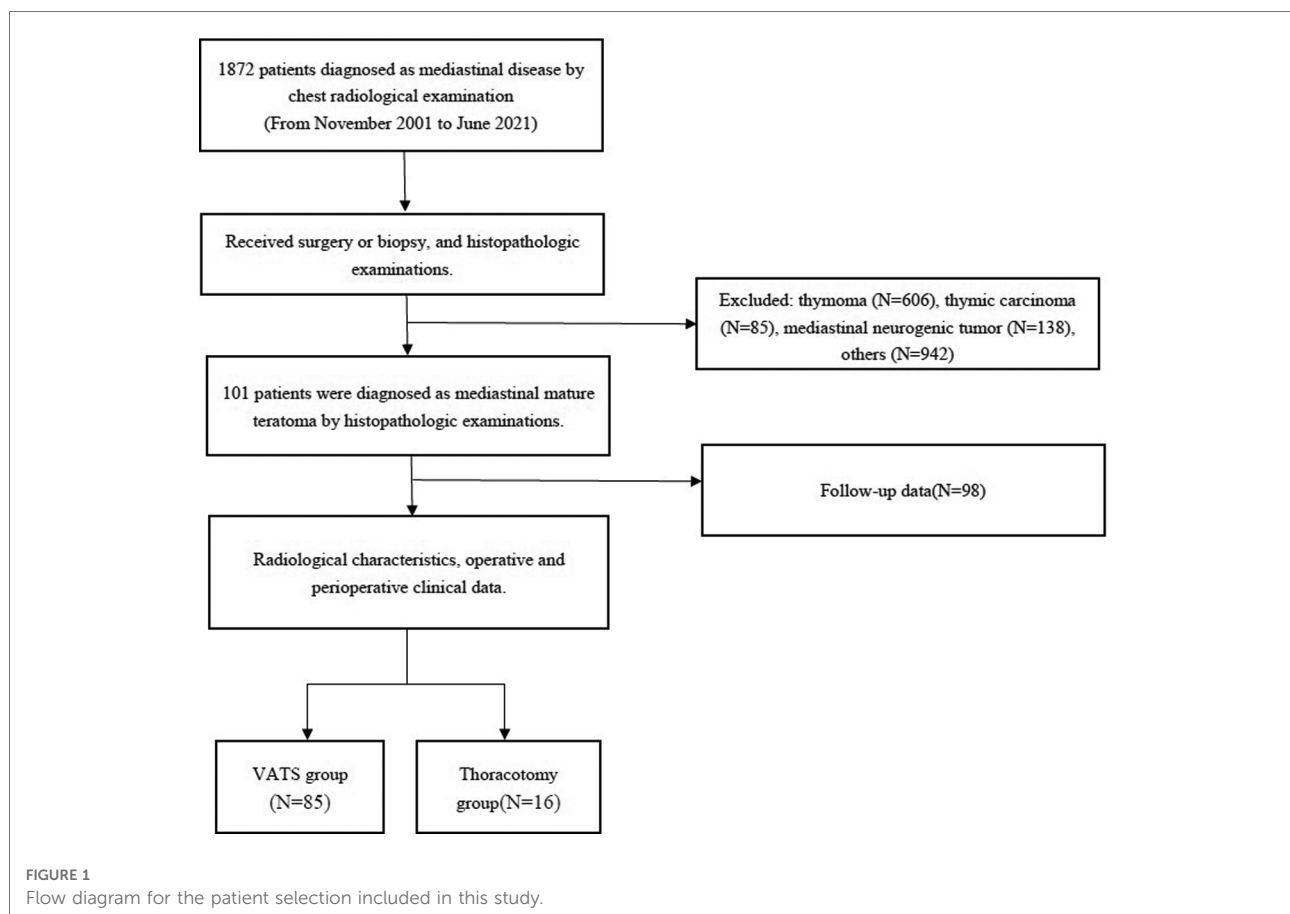 1872 patients diagnosed as mediastinal disease by
chest radiological examination
(From November 2001 to June 2021)
Received surgery or biopsy, and histopathologic
examinations.
Excluded: thymoma (N=606), thymic carcinoma
(N=85), mediastinal neurogenic tumor (N=138),
others (N=942)
101 patients were diagnosed as mediastinal mature
teratoma by histopathologic examinations.
Follow-up data(N=98)
Radiological characteristics, operative and
perioperative clinical data.
VATS group
(N=85)
Thoracotomy
group(N=16)
FIGURE 1
Flow diagram for the patient selection included in this study.